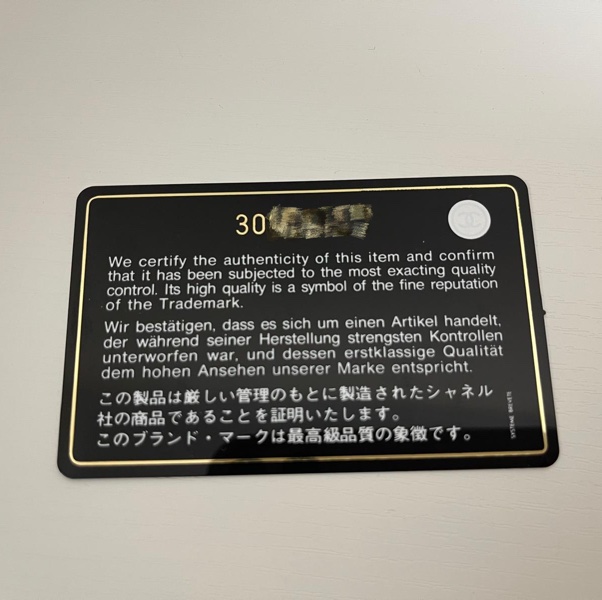 30
We certify the authenticity of this item and confirm
that it has been subjected to the most exacting quality
control. Its high quality is a symbol of the fine reputation
of the Trademark.
Wir bestätigen, dass es sich um einen Artikel handelt,
der während seiner Herstellung strengsten Kontrollen
unterworfen war, und dessen erstklassige Qualität
dem hohen Ansehen unserer Marke entspricht.
この製品は厳しい管理のもとに製造されたシャネル
社の商品であることを証明いたします。
このブランド・マークは最高級品質の象徴です。